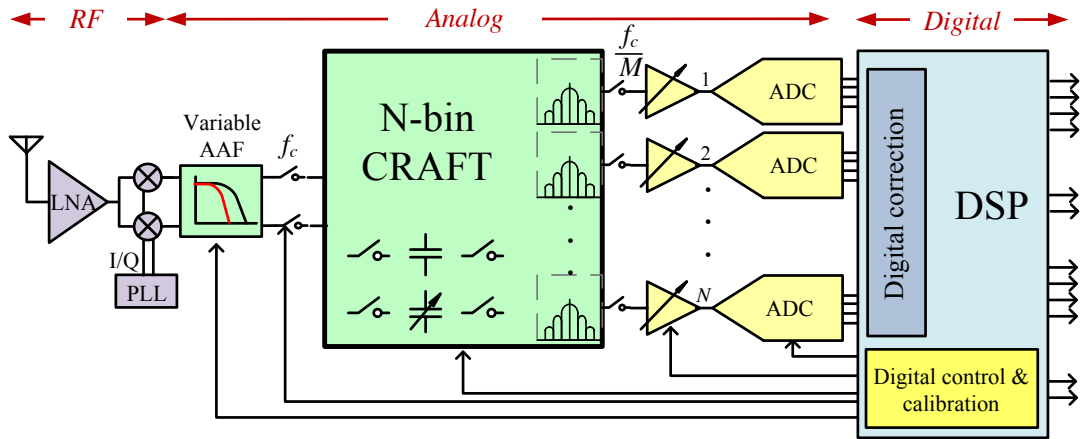 RF
Analog
Digital
f_c
M
1
ADC
Variable
AAF
f_c
N-bin
CRAFT
2
ADC
LNA
Digital correction
DSP
I/Q
PLL
N
ADC
Digital control &
calibration